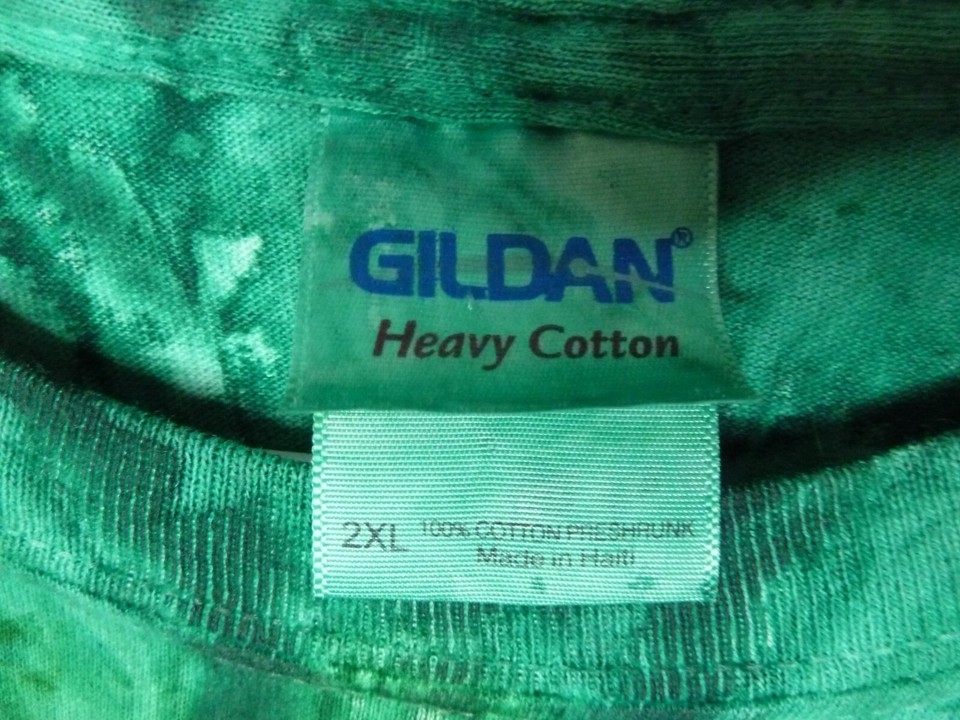 GILDAN®
Heavy Cotton
2XL 100% COTTON PRESHRUNK
Made in Haiti